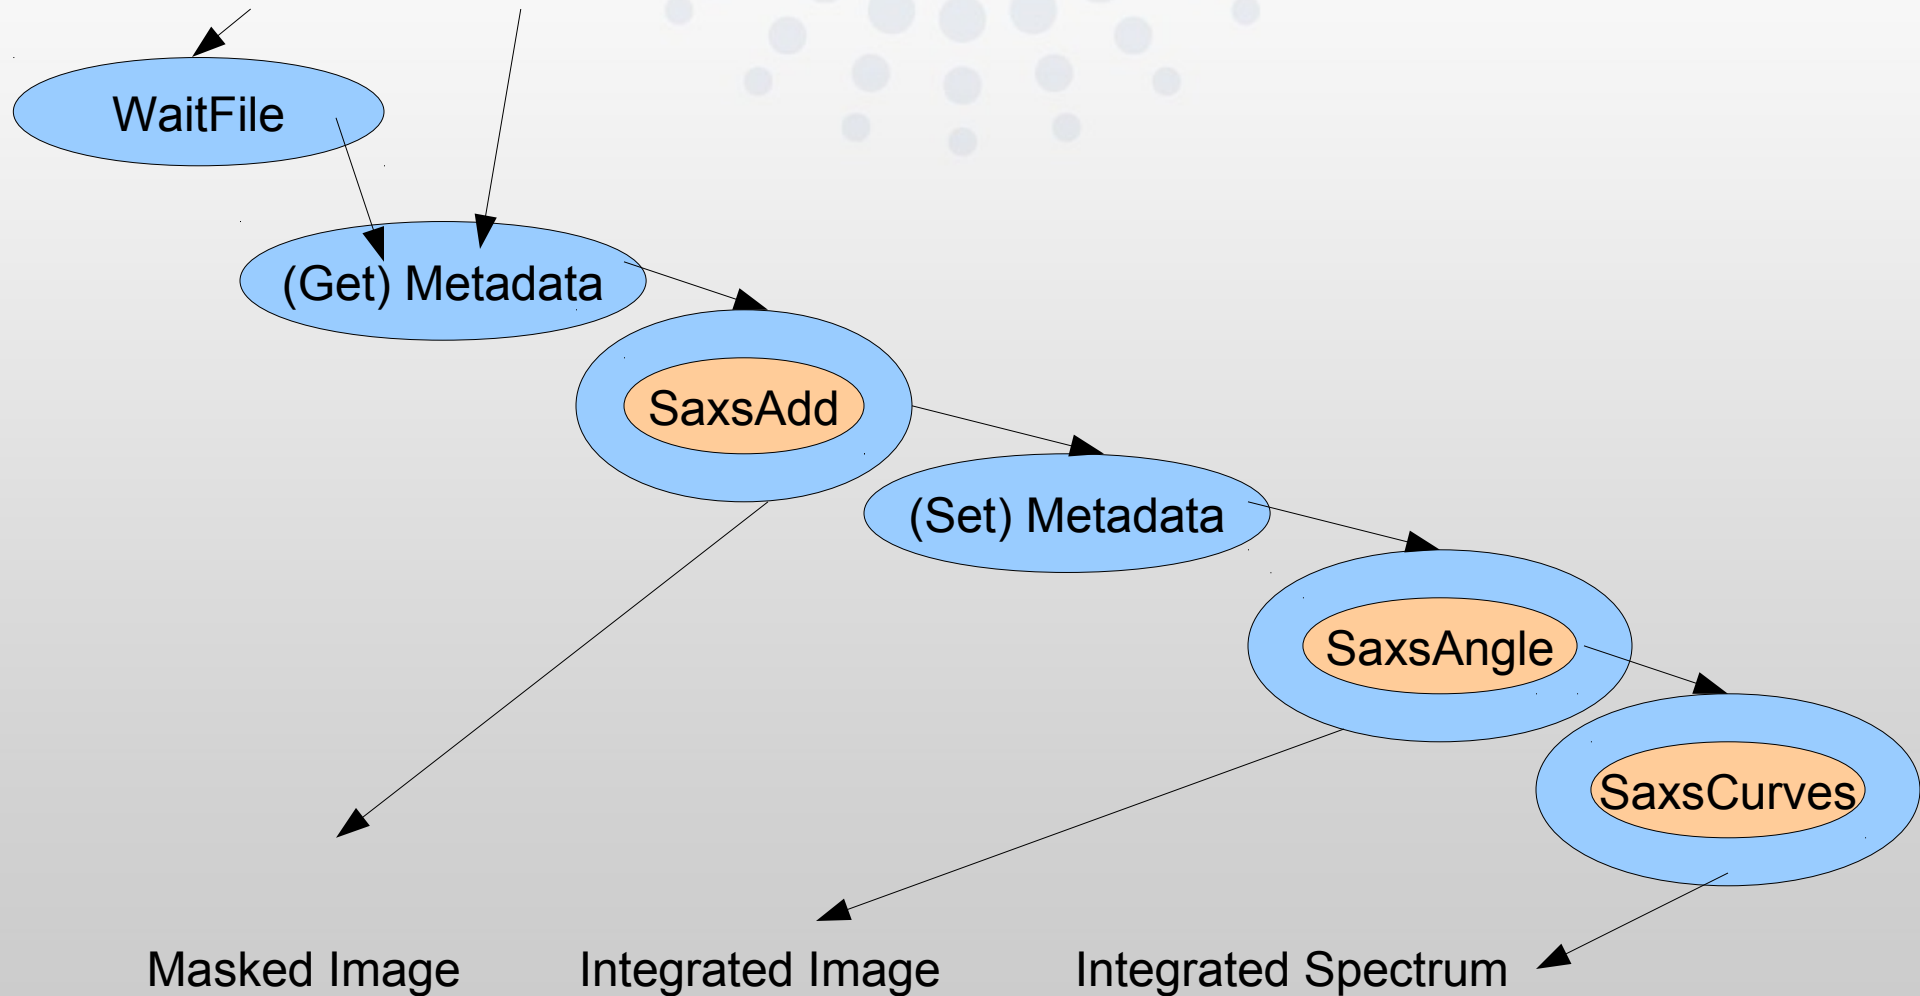 WaitFile
(Get) Metadata
SaxsAdd
(Set) Metadata
SaxsAngle
SaxsCurves
Masked Image
Integrated Image
Integrated Spectrum